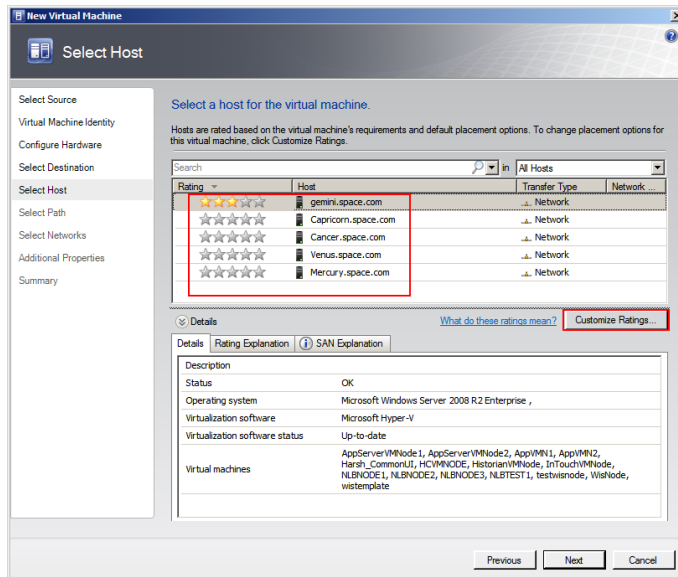 New Virtual Machine
Select Host
Select Source
Virtual Machine Identity
Configure Hardware
Select Destination
Select Host
Select Path
Select Networks
Additional Properties
Summary
Select a host for the virtual machine.
Hosts are rated based on the virtual machine's requirements and default placement options. To change placement options for
this virtual machine, click Customize Ratings.
Search in All Hosts
Rating Host Transfer Type Network ...
gemini.space.com Network
Capricorn.space.com Network
Cancer.space.com Network
Venus.space.com Network
Mercury.space.com Network
Details What do these ratings mean? Customize Ratings...
Details Rating Explanation SAN Explanation
Description
Status OK
Operating system Microsoft Windows Server 2008 R2 Enterprise ,
Virtualization software Microsoft Hyper-V
Virtualization software status Up-to-date
Virtual machines AppServerVMNode1, AppServerVMNode2, AppVMN1, AppVMN2,
Harsh_CommonUI, HCVMNODE, HistorianVMNode, InTouchVMNode,
NLBNODE1, NLBNODE2, NLBNODE3, NLBTEST1, testwisnode, WisNode,
wistemplate
Previous Next Cancel